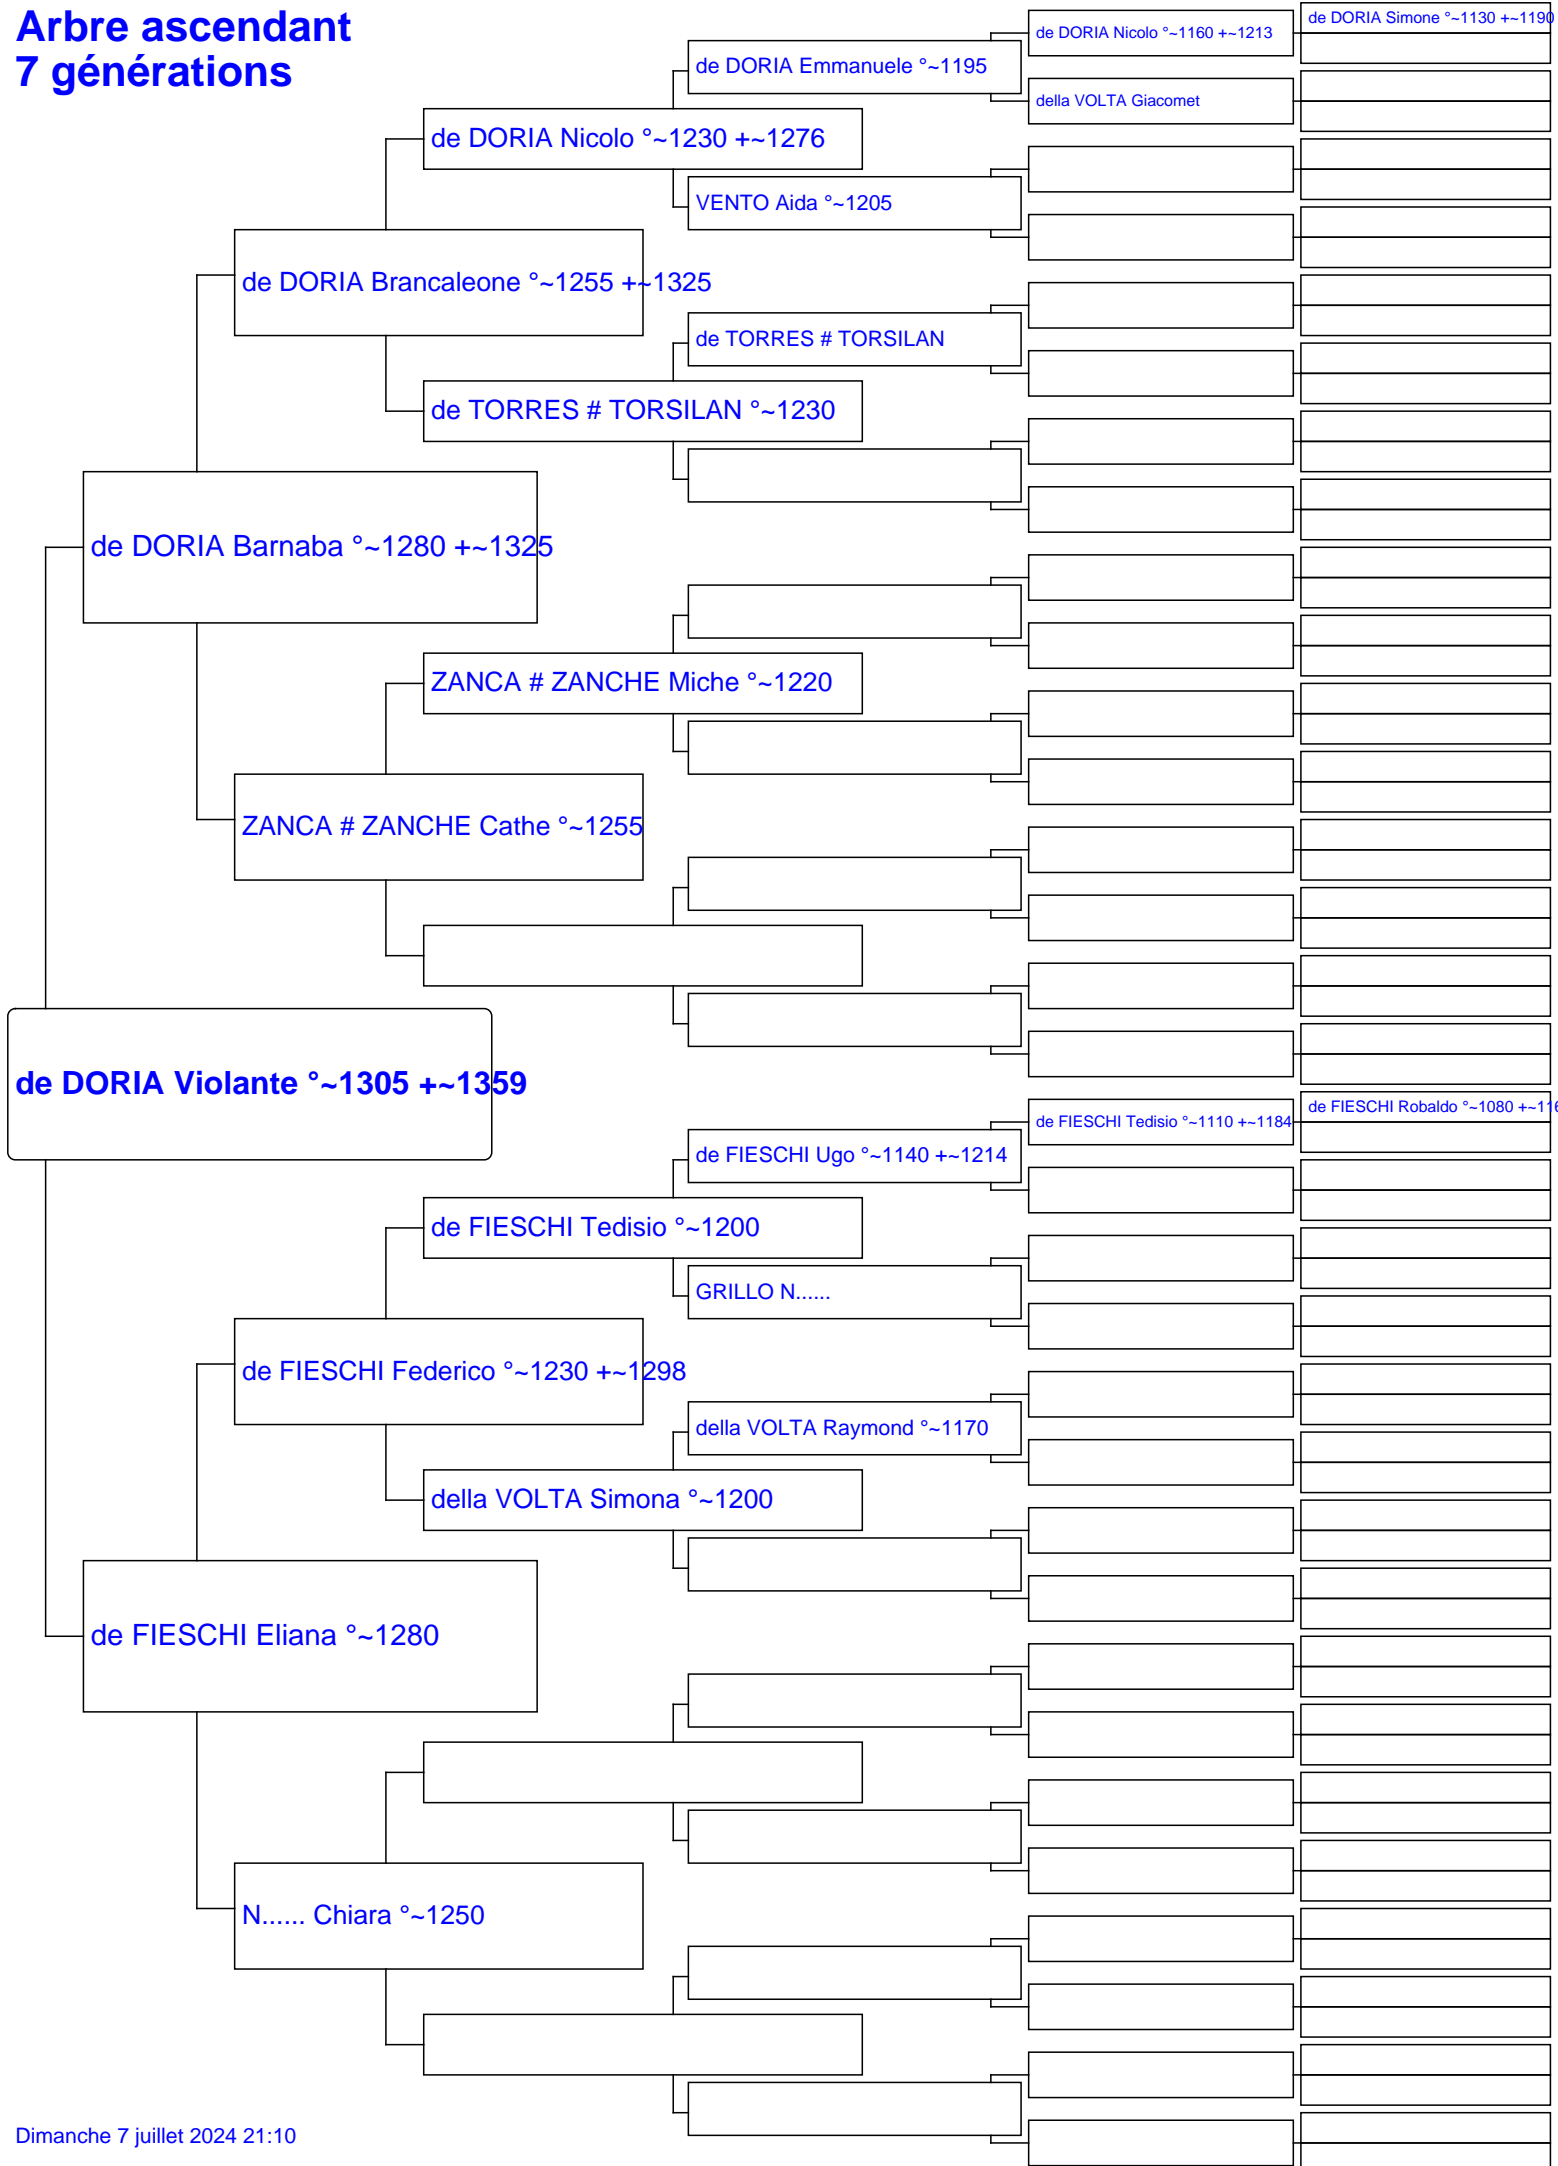 Arbre ascendant
7 générations
de DORIA Simone °~1130 +~1190
de DORIA Nicolo °~1160 +~1213
de DORIA Emmanuele °~1195
della VOLTA Giacomet
de DORIA Nicolo °~1230 +~1276
VENTO Aida °~1205
de DORIA Brancaleone °~1255 +~1325
de TORRES # TORSILAN
de TORRES # TORSILAN °~1230
de DORIA Barnaba °~1280 +~1325
ZANCA # ZANCHE Miche °~1220
ZANCA # ZANCHE Cathe °~1255
de DORIA Violante °~1305 +~1359
de FIESCHI Robaldo °~1080 +~116
de FIESCHI Tedisio °~1110 +~1184
de FIESCHI Ugo °~1140 +~1214
de FIESCHI Tedisio °~1200
GRILLO N......
de FIESCHI Federico °~1230 +~1298
della VOLTA Raymond °~1170
della VOLTA Simona °~1200
de FIESCHI Eliana °~1280
N...... Chiara °~1250
Dimanche 7 juillet 2024 21:10